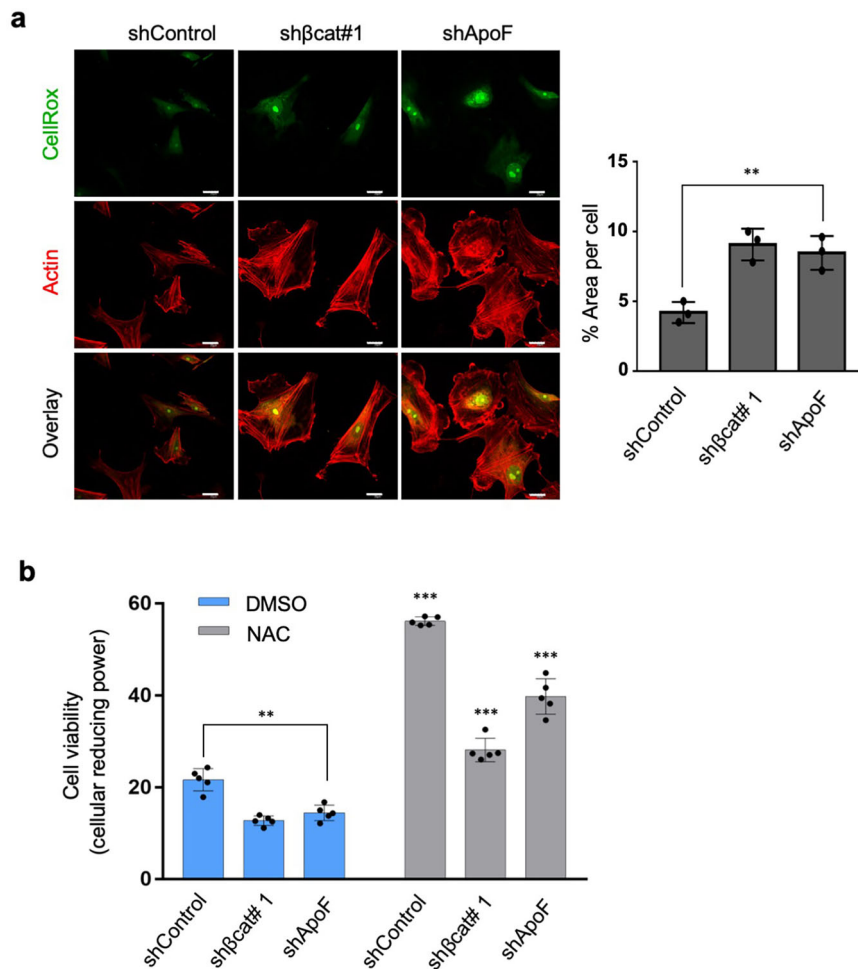 a
shControl shβcat#1 shApoF
CellRox
Actin
Overlay
15
10
5
0
% Area per cell
**
shControl
shβcat# 1
shApoF
b
DMSO
NAC
60
40
20
0
Cell viability
(cellular reducing power)
**
***
***
***
shControl
shβcat# 1
shApoF
shControl
shβcat# 1
shApoF